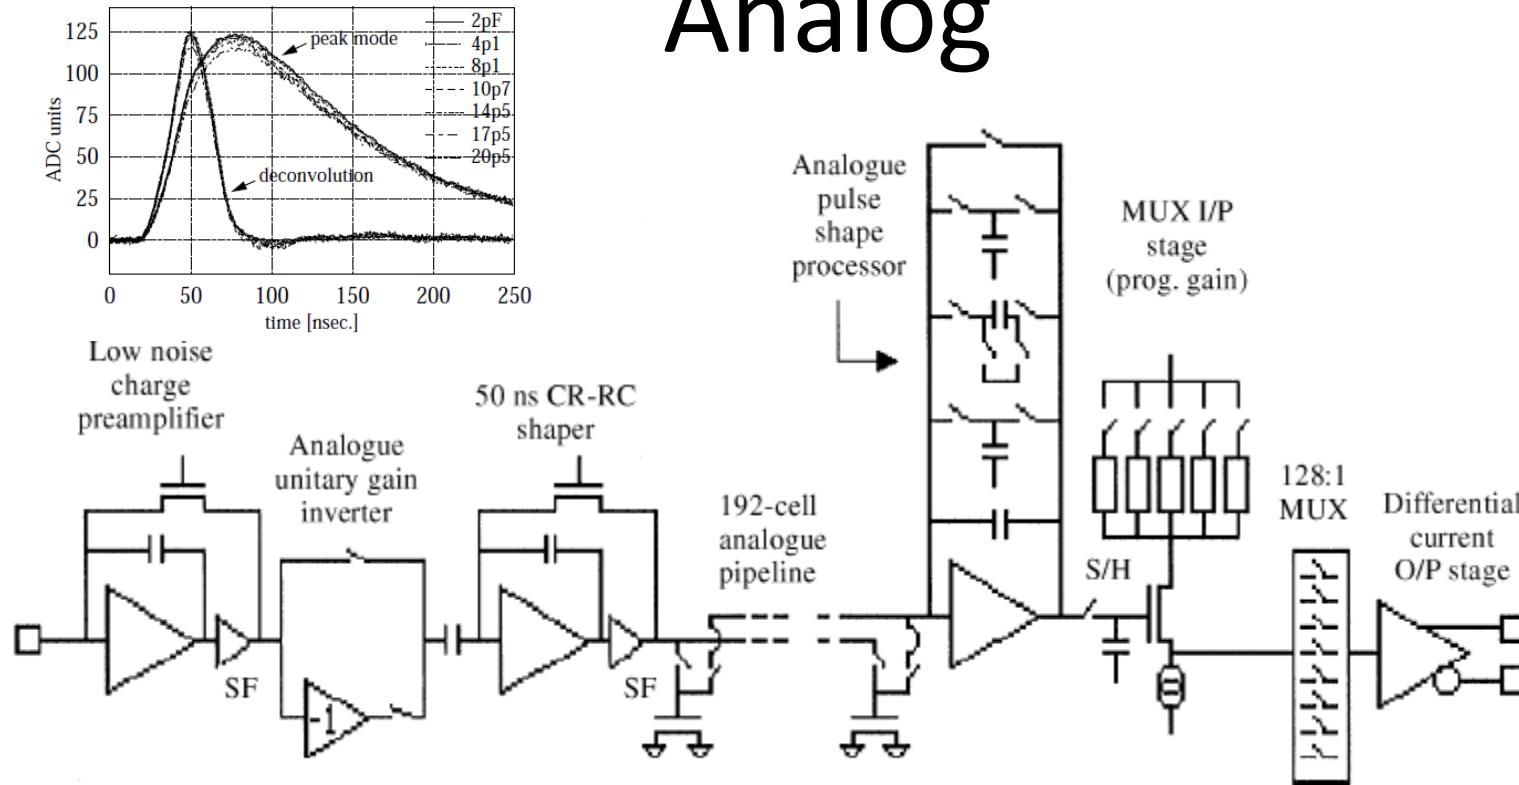 Analog
125
100
75
50
25
0
ADC units
peak mode
deconvolution
2pF
4p1
8p1
10p7
14p5
17p5
20p5
0 50 100 150 200 250
time [nsec.]
Low noise
charge
preamplifier
SF
Analogue
unitary gain
inverter
-1
50 ns CR-RC
shaper
SF
192-cell
analogue
pipeline
Analogue
pulse
shape
processor
S/H
MUX I/P
stage
(prog. gain)
128:1
MUX
Differential
current
O/P stage